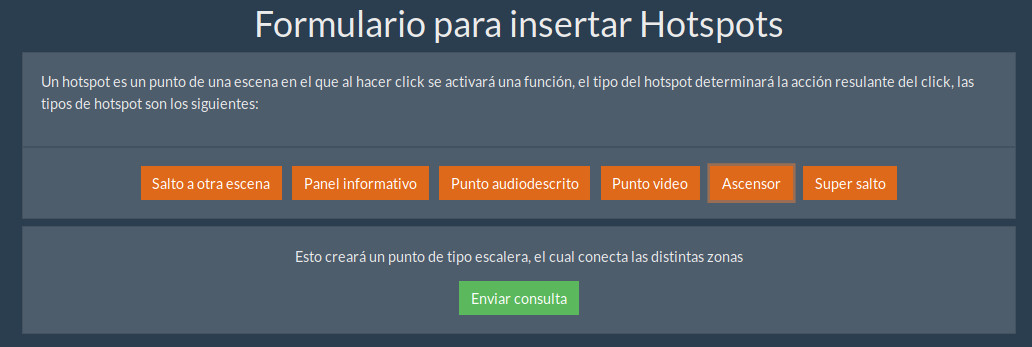 Formulario para insertar Hotspots
Un hotspot es un punto de una escena en el que al hacer click se activará una función, el tipo del hotspot determinará la acción resulante del click, las
tipos de hotspot son los siguientes:
Salto a otra escena Panel informativo Punto audiodescrito Punto video Ascensor Super salto
Esto creará un punto de tipo escalera, el cual conecta las distintas zonas
Enviar consulta